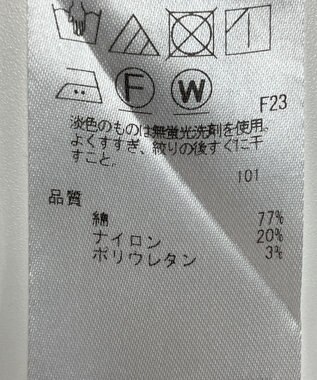 F W
F23
淡色のものは無蛍光洗剤を使用。
よくすすぎ、絞りの後すぐに干
すこと。
101
品質
綿 77%
ナイロン 20%
ポリウレタン 3%